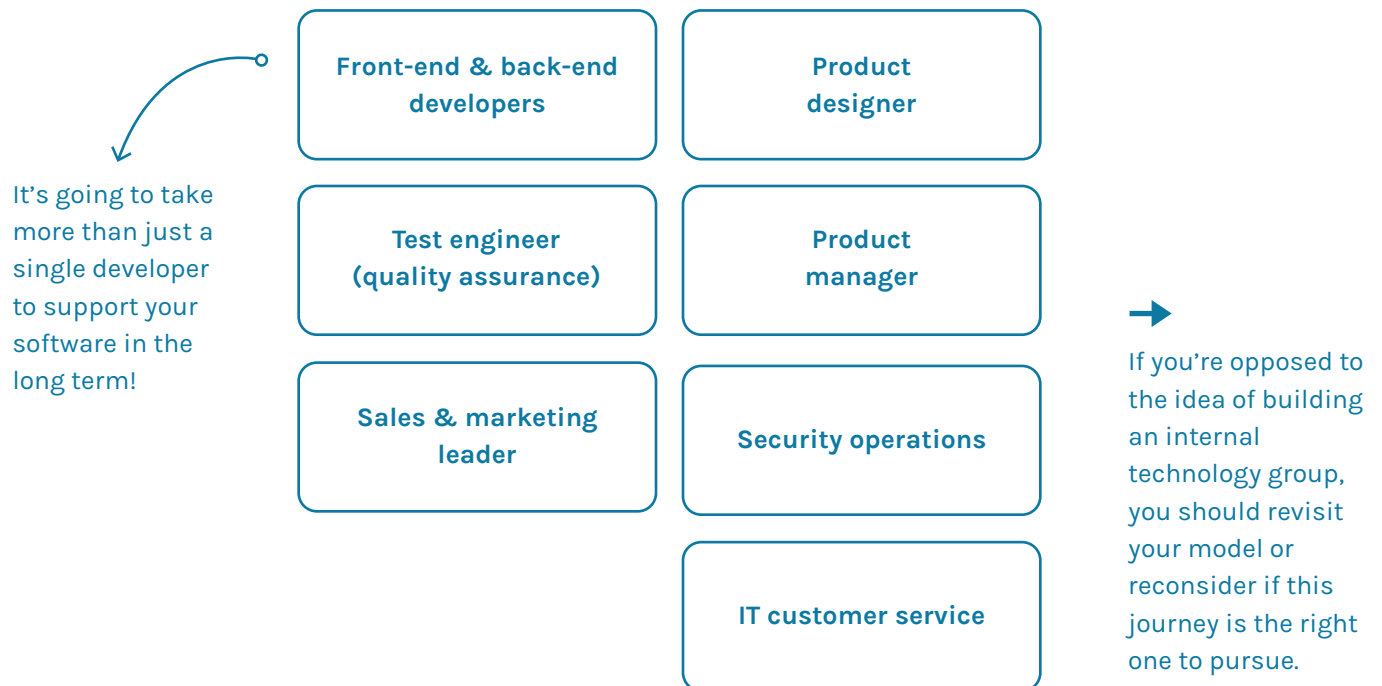 Front-end & back-end
developers
Product
designer
It’s going to take
more than just a
single developer
to support your
software in the
long term!
Test engineer
(quality assurance)
Product
manager
Sales & marketing
leader
Security operations
IT customer service
If you’re opposed to
the idea of building
an internal
technology group,
you should revisit
your model or
reconsider if this
journey is the right
one to pursue.